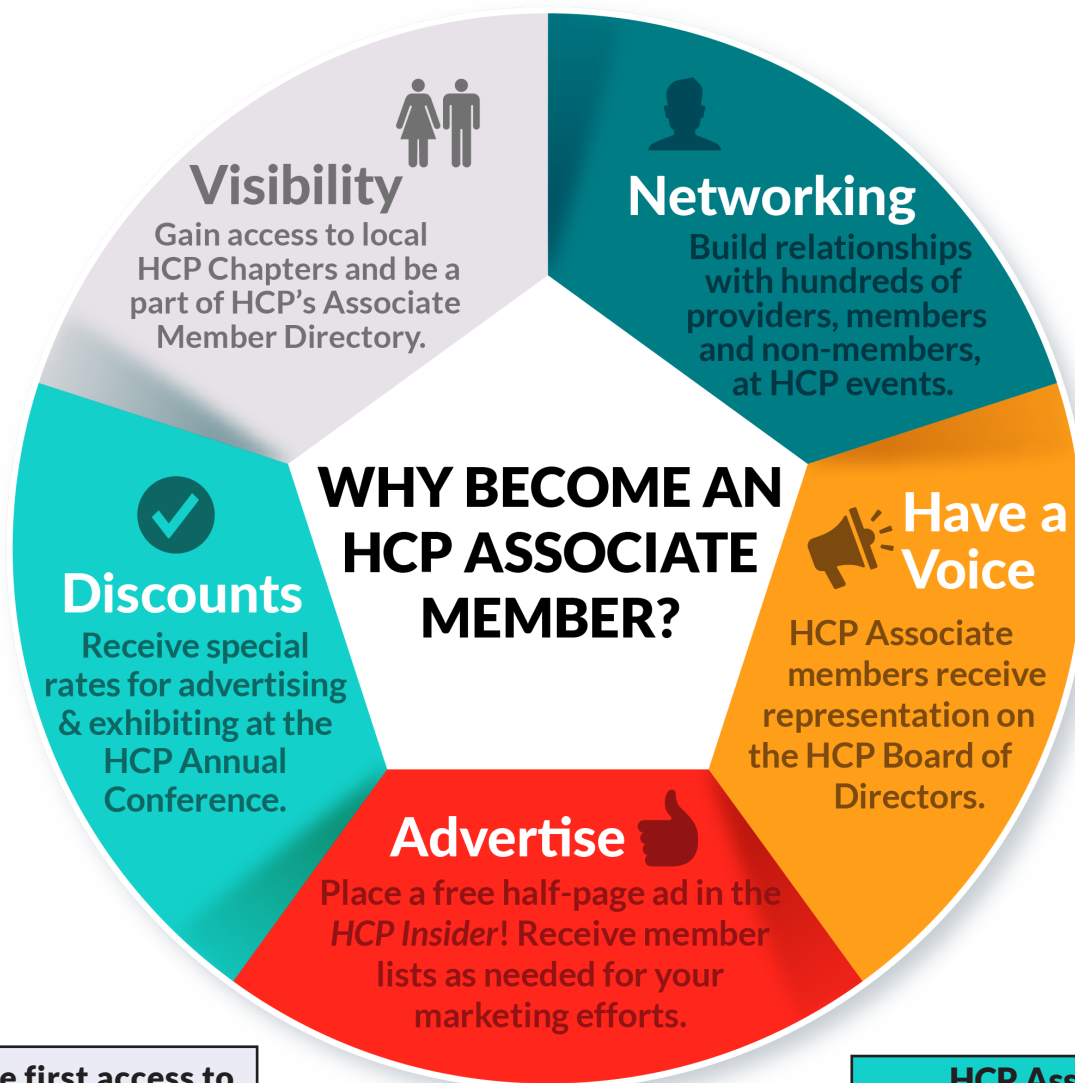 Visibility
Gain access to local
HCP Chapters and be a
part of HCP's Associate
Member Directory.
Networking
Build relationships
with hundreds of
providers, members
and non-members,
at HCP events.
WHY BECOME AN
HCP ASSOCIATE
MEMBER?
Have a
Voice
HCP Associate
members receive
representation on
the HCP Board of
Directors.
Discounts
Receive special
rates for advertising
& exhibiting at the
HCP Annual
Conference.
Advertise
Place a free half-page ad in the
HCP Insider! Receive member
lists as needed for your
marketing efforts.
first access to
HCP